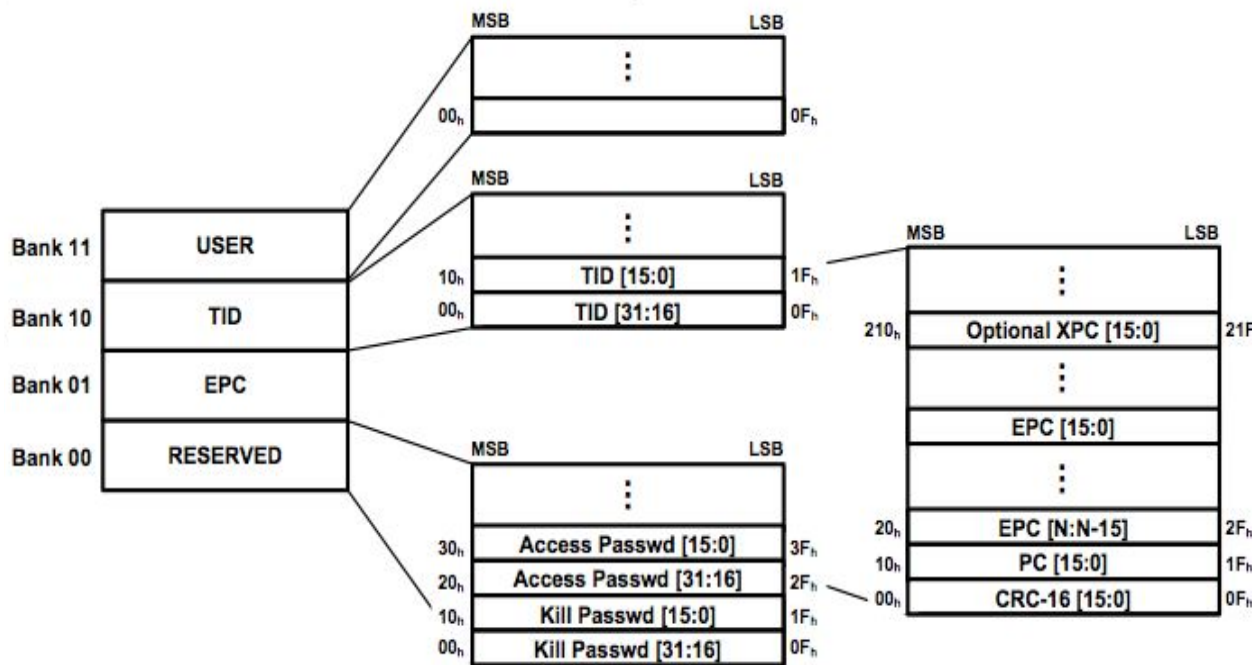 MSB LSB
⋮
00h 0Fh
MSB LSB
⋮
10h TID [15:0] 1Fh
00h TID [31:16] 0Fh
Bank 11 USER
Bank 10 TID
Bank 01 EPC
Bank 00 RESERVED
MSB LSB
⋮
30h Access Passwd [15:0] 3Fh
20h Access Passwd [31:16] 2Fh
10h Kill Passwd [15:0] 1Fh
00h Kill Passwd [31:16] 0Fh
MSB LSB
⋮
210h Optional XPC [15:0] 21F
⋮
EPC [15:0]
⋮
20h EPC [N:N-15] 2Fh
10h PC [15:0] 1Fh
00h CRC-16 [15:0] 0Fh